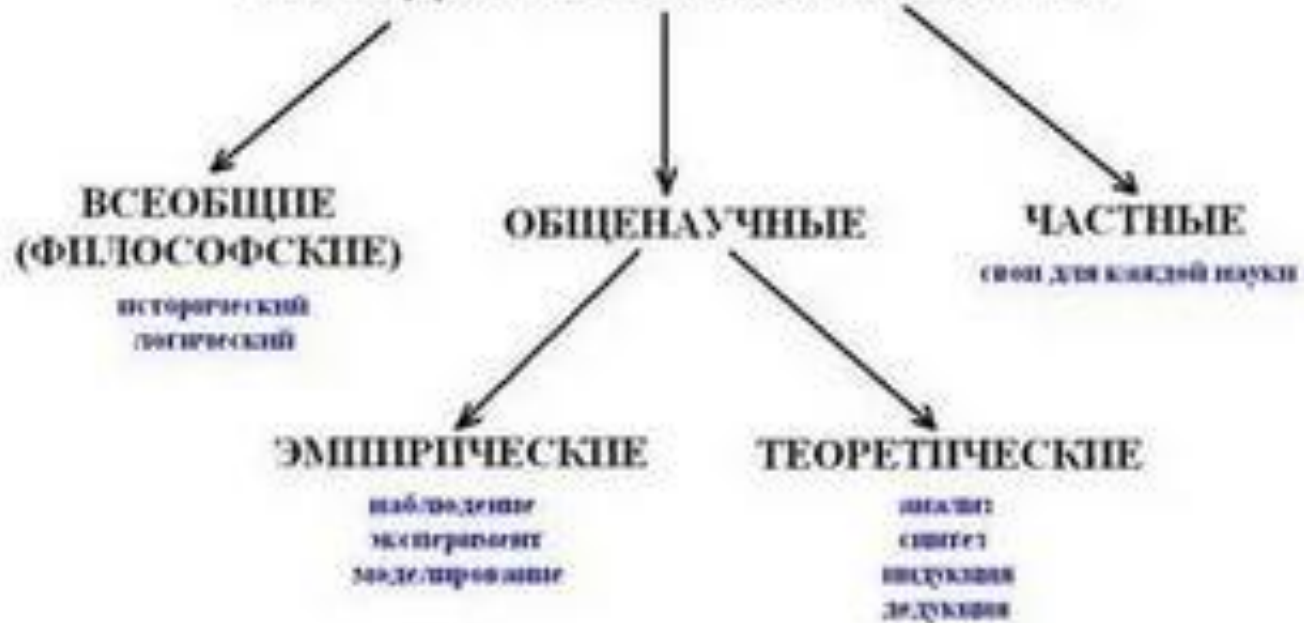 ВСЕОБЩИЕ
(ФИЛОСОФСКИЕ)
исторический
логический
ОБЩЕНАУЧНЫЕ
ЧАСТНЫЕ
свои для каждой науки
ЭМПИРИЧЕСКИЕ
наблюдение
эксперимент
моделирование
ТЕОРЕТИЧЕСКИЕ
анализ
синтез
индукция
дедукция